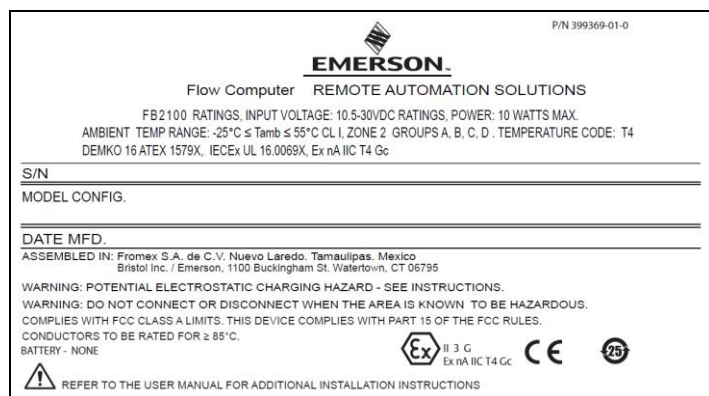 P/N 399369-01-0
EMERSON™
Flow Computer REMOTE AUTOMATION SOLUTIONS
FB2100 RATINGS, INPUT VOLTAGE: 10.5-30VDC RATINGS, POWER: 10 WATTS MAX.
AMBIENT TEMP RANGE: -25°C ≤ Tamb ≤ 55°C CL I, ZONE 2 GROUPS A, B, C, D . TEMPERATURE CODE: T4
DEMKO 16 ATEX 1579X, IECEx UL 16.0069X, Ex nA IIC T4 Gc
S/N
MODEL CONFIG.
DATE MFD.
ASSEMBLED IN: Fromex S.A. de C.V. Nuevo Laredo. Tamaulipas. Mexico
Bristol Inc. / Emerson, 1100 Buckingham St. Watertown, CT 06795
WARNING: POTENTIAL ELECTROSTATIC CHARGING HAZARD - SEE INSTRUCTIONS.
WARNING: DO NOT CONNECT OR DISCONNECT WHEN THE AREA IS KNOWN TO BE HAZARDOUS.
COMPLIES WITH FCC CLASS A LIMITS. THIS DEVICE COMPLIES WITH PART 15 OF THE FCC RULES.
CONDUCTORS TO BE RATED FOR ≥ 85°C.
BATTERY - NONE
Ex II 3 G
Ex nA IIC T4 Gc
CE
25
REFER TO THE USER MANUAL FOR ADDITIONAL INSTALLATION INSTRUCTIONS